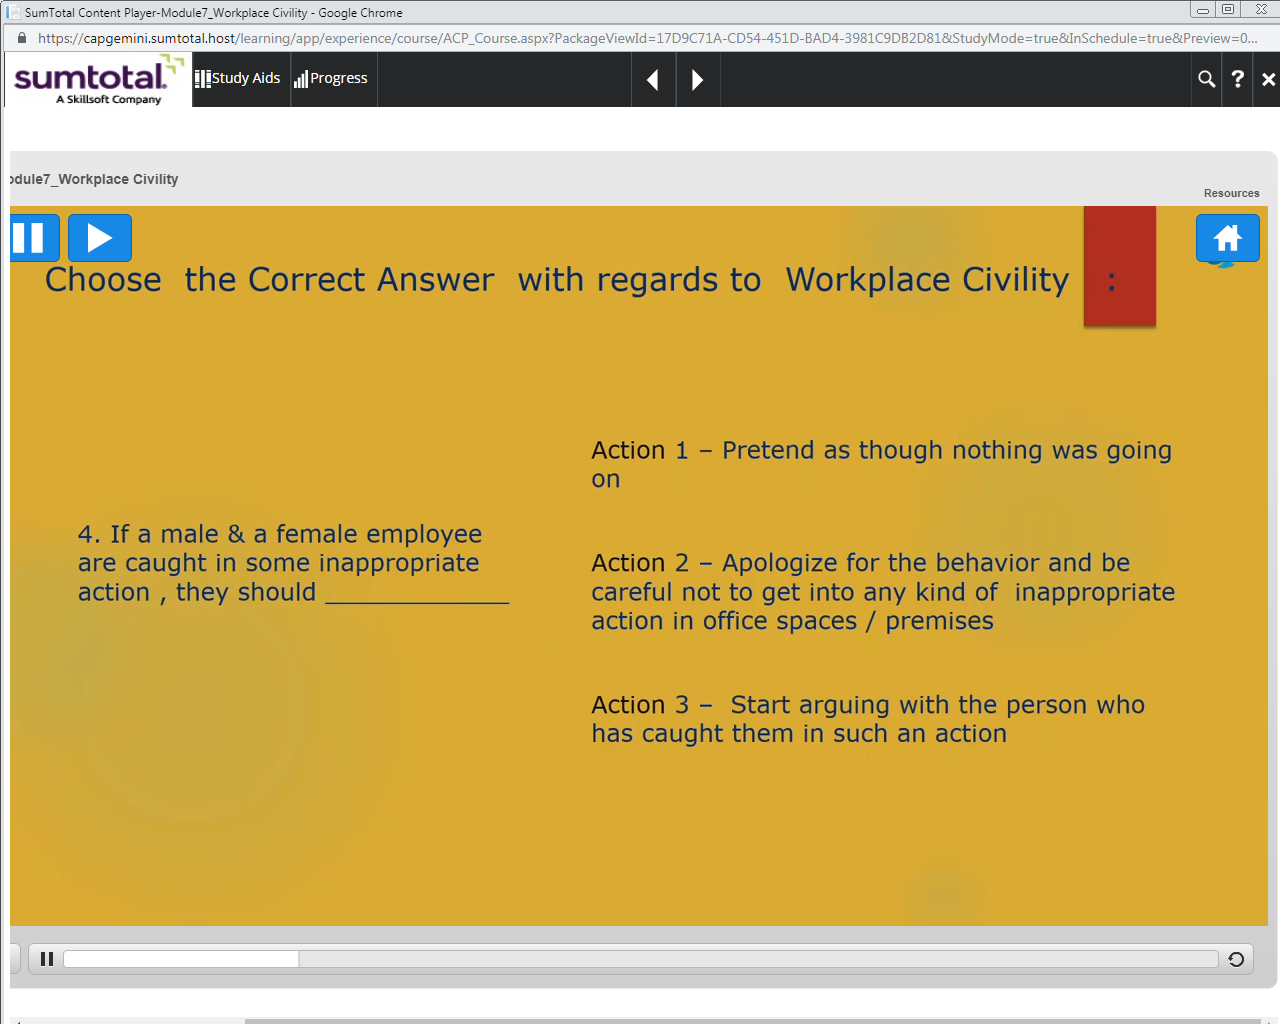 SumTotal Content Player-Module7_Workplace Civility - Google Chrome
https://capgemini.sumtotal.host/learning/app/experience/course/ACP_Course.aspx?PackageViewId=17D9C71A-CD54-451D-BAD4-3981C9DB2D81&StudyMode=true&InSchedule=true&Preview=0...
sumtotal.
A Skillsoft Company
Study Aids
Progress
?
odule7_Workplace Civility
Resources
Choose the Correct Answer with regards to Workplace Civility :
4. If a male & a female employee
are caught in some inappropriate
action , they should ______________
Action 1 – Pretend as though nothing was going
on
Action 2 – Apologize for the behavior and be
careful not to get into any kind of inappropriate
action in office spaces / premises
Action 3 – Start arguing with the person who
has caught them in such an action